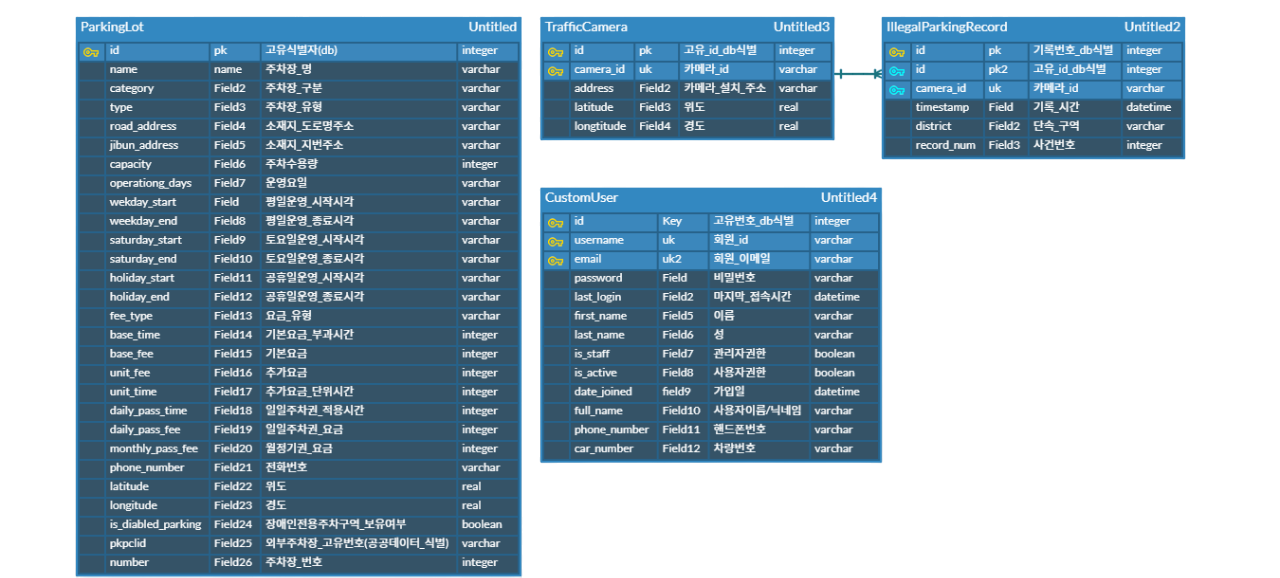 ParkingLot Untitled
id pk 고유식별자(db) integer
name name 주차장_명 varchar
category Field2 주차장_구분 varchar
type Field3 주차장_유형 varchar
road_address Field4 소재지_도로명주소 varchar
jibun_address Field5 소재지_지번주소 varchar
capacity Field6 주차수용량 integer
operationg_days Field7 운영요일 varchar
wekday_start Field 평일운영_시작시각 varchar
weekday_end Field8 평일운영_종료시각 varchar
saturday_start Field9 토요일운영_시작시각 varchar
saturday_end Field10 토요일운영_종료시각 varchar
holiday_start Field11 공휴일운영_시작시각 varchar
holiday_end Field12 공휴일운영_종료시각 varchar
fee_type Field13 요금_유형 varchar
base_time Field14 기본요금_부과시간 integer
base_fee Field15 기본요금 integer
unit_fee Field16 추가요금 integer
unit_time Field17 추가요금_단위시간 integer
daily_pass_time Field18 일일주차권_적용시간 integer
daily_pass_fee Field19 일일주차권_요금 integer
monthly_pass_fee Field20 월정기권_요금 integer
phone_number Field21 전화번호 varchar
latitude Field22 위도 real
longitude Field23 경도 real
is_diabled_parking Field24 장애인전용주차구역_보유여부 boolean
pkpclid Field25 외부주차장_고유번호(공공데이터_식별) varchar
number Field26 주차장_번호 integer
TrafficCamera Untitled3
id pk 고유_id_db식별 integer
camera_id uk 카메라_id varchar
address Field2 카메라_설치_주소 varchar
latitude Field3 위도 real
longtitude Field4 경도 real
IllegalParkingRecord Untitled2
id pk 기록번호_db식별 integer
id pk2 고유_id_db식별 integer
camera_id uk 카메라_id varchar
timestamp Field 기록_시간 datetime
district Field2 단속_구역 varchar
record_num Field3 사건번호 integer
CustomUser Untitled4
id Key 고유번호_db식별 integer
username uk 회원_id varchar
email uk2 회원_이메일 varchar
password Field 비밀번호 varchar
last_login Field2 마지막_접속시간 datetime
first_name Field5 이름 varchar
last_name Field6 성 varchar
is_staff Field7 관리자권한 boolean
is_active Field8 사용자권한 boolean
date_joined field9 가입일 datetime
full_name Field10 사용자이름/닉네임 varchar
phone_number Field11 핸드폰번호 varchar
car_number Field12 차량번호 varchar